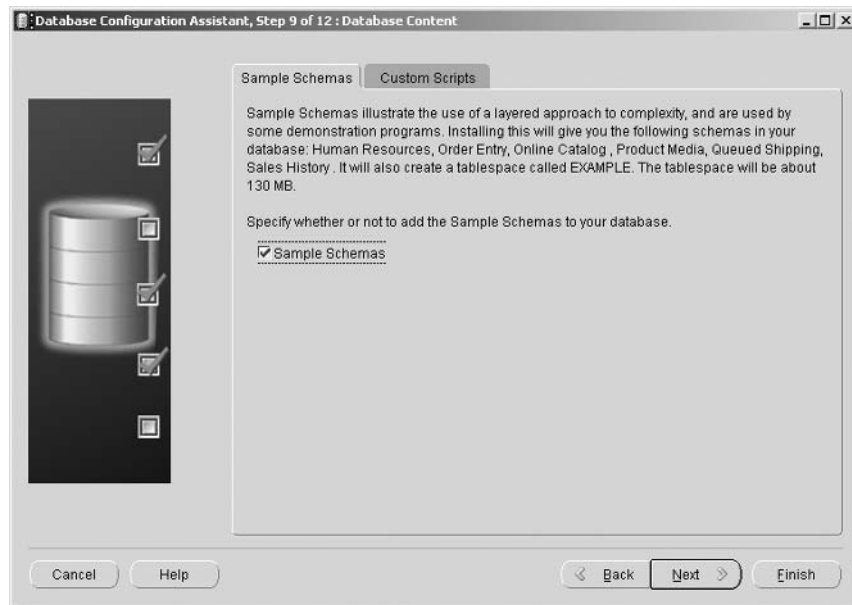 Database Configuration Assistant, Step 9 of 12 : Database Content
Sample Schemas
Custom Scripts
Sample Schemas illustrate the use of a layered approach to complexity, and are used by
some demonstration programs. Installing this will give you the following schemas in your
database: Human Resources, Order Entry, Online Catalog , Product Media, Queued Shipping,
Sales History . It will also create a tablespace called EXAMPLE. The tablespace will be about
130 MB.
Specify whether or not to add the Sample Schemas to your database.
Sample Schemas
Cancel
Help
Back
Next
Finish